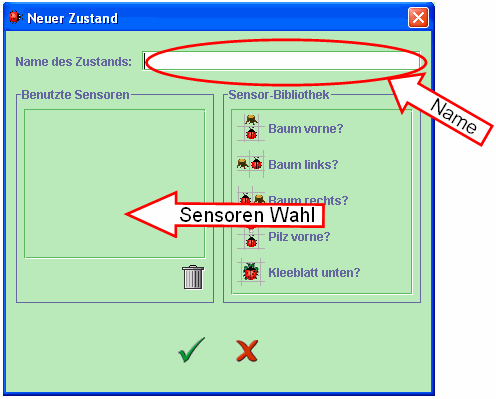 Neuer Zustand
Name des Zustands:
Name
Benutzte Sensoren
Sensor-Bibliothek
Baum vorne?
Baum links?
Baum rechts?
Sensoren Wahl
Pilz vorne?
Kleeblatt unten?